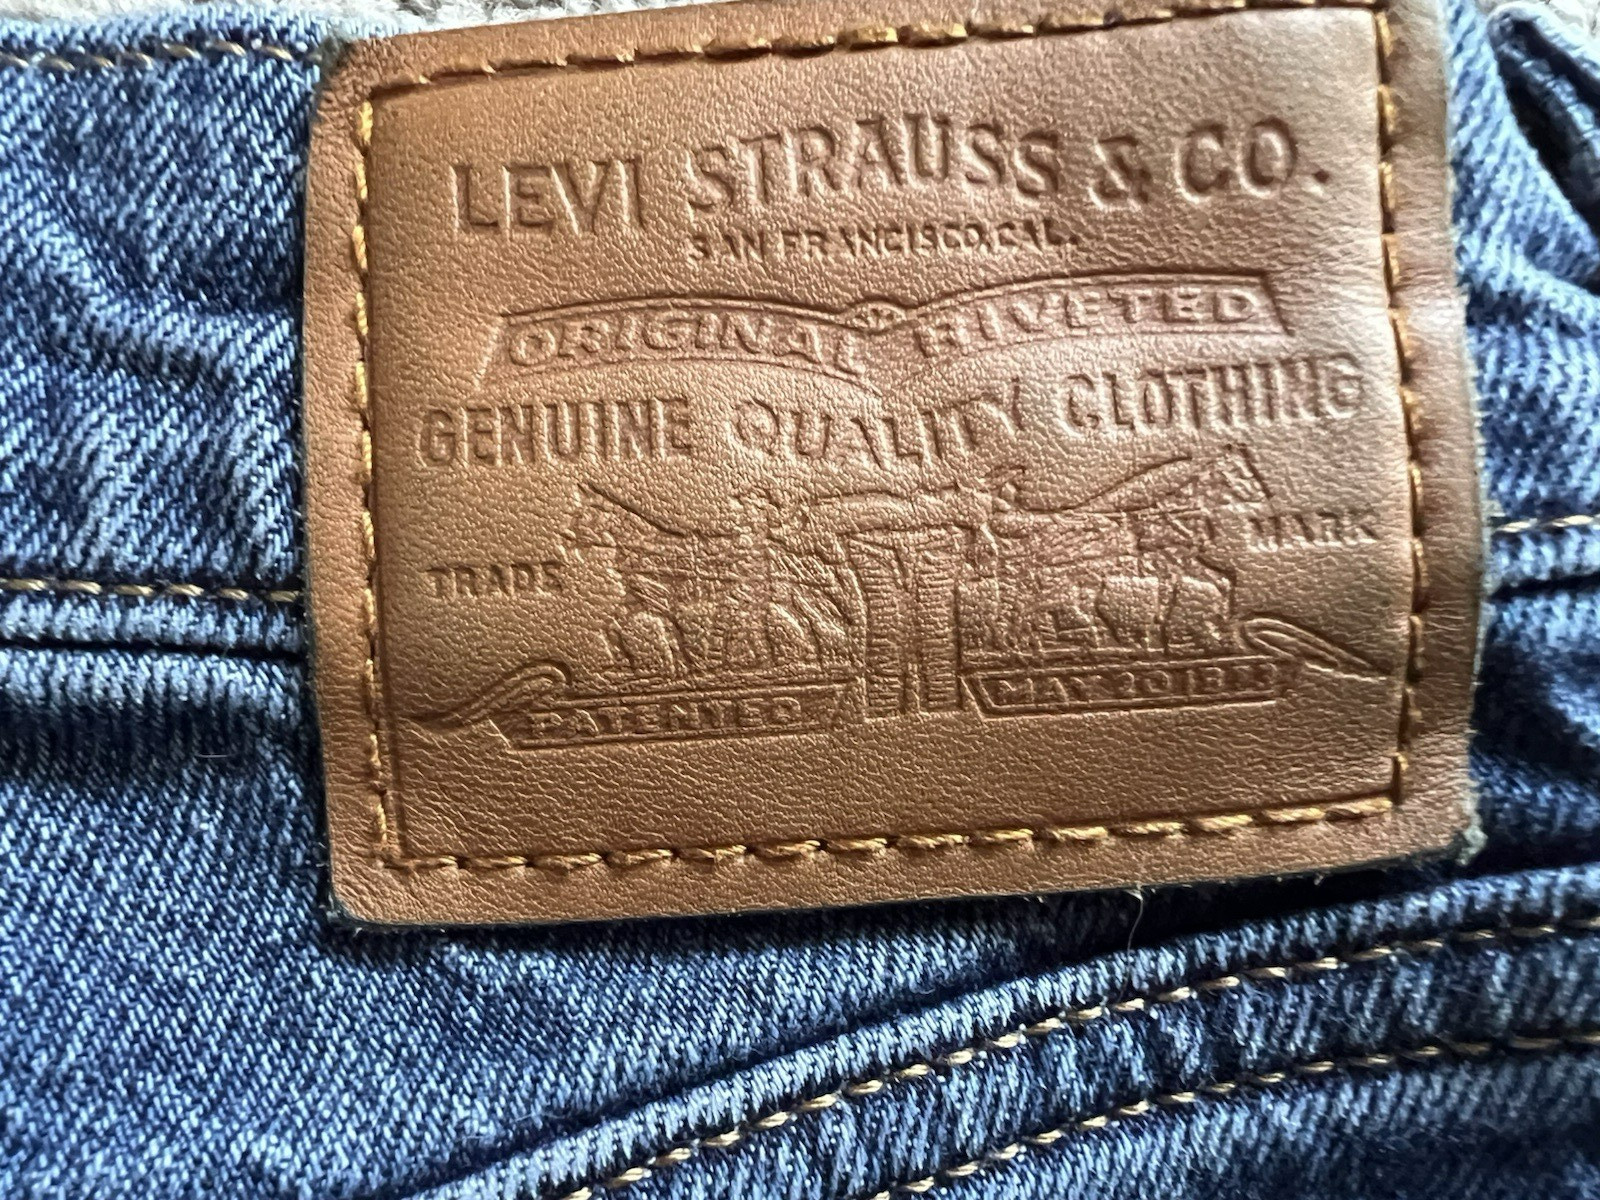 LEVI STRAUSS & CO.
SAN FRANCISCO, CAL.
ORIGINAL RIVETED
GENUINE QUALITY CLOTHING
TRADE MARK
PATENTED MAY 20 1873